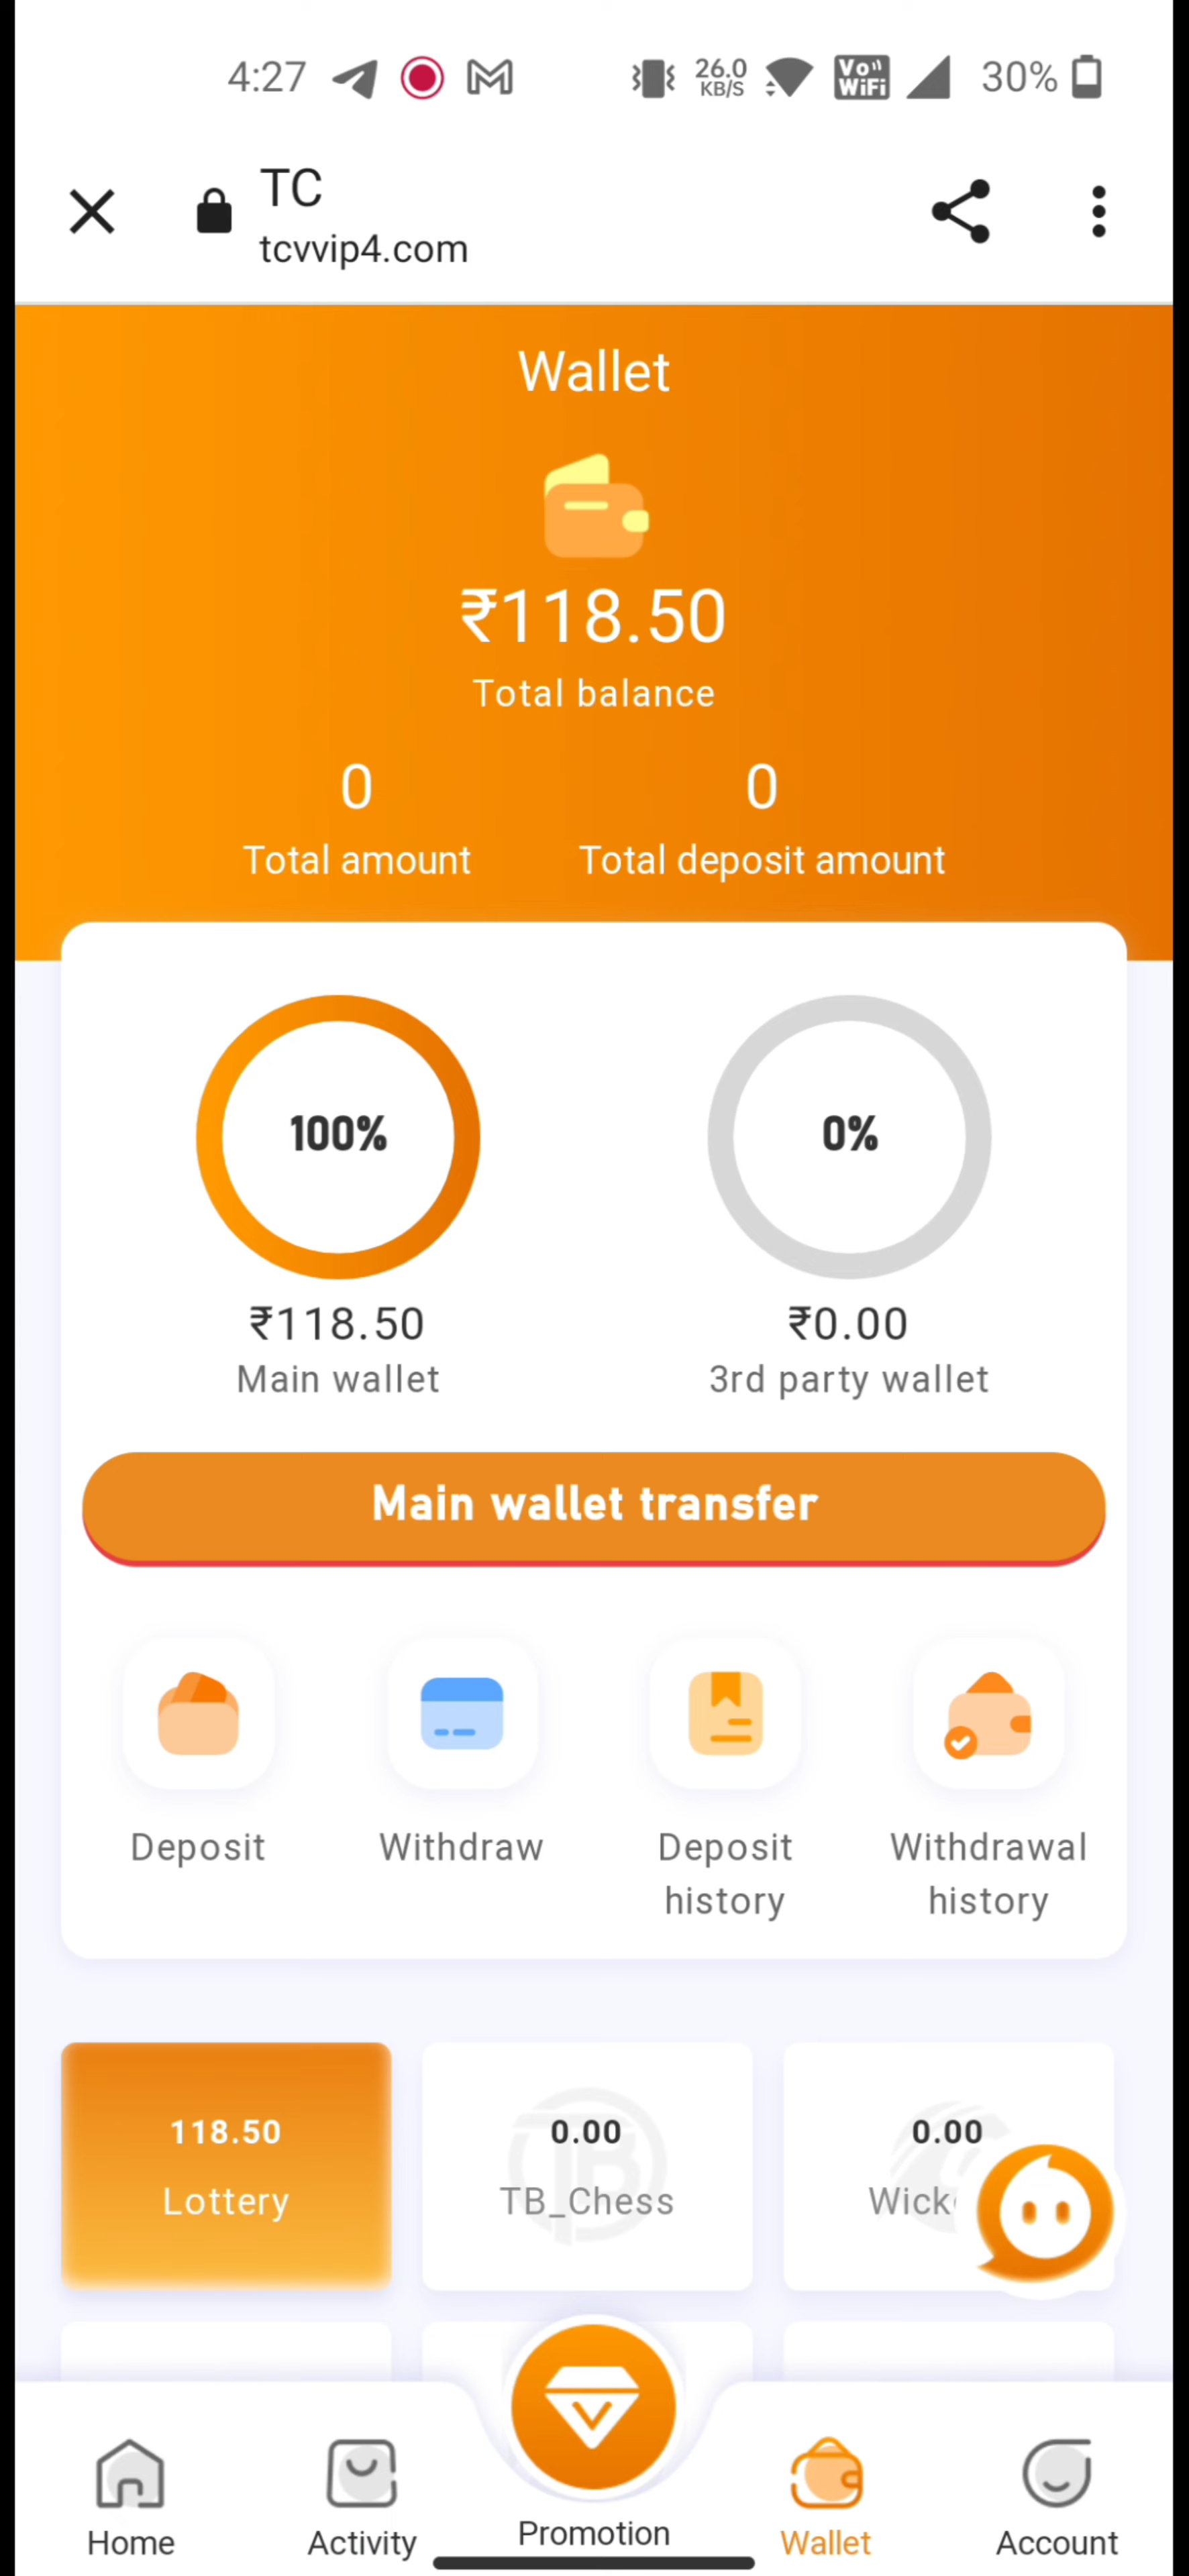 4:27
26.0
KB/S
Vo
WiFi
30%
TC
tcvvip4.com
Wallet
₹118.50
Total balance
0 0
Total amount Total deposit amount
100% 0%
₹118.50 ₹0.00
Main wallet 3rd party wallet
Main wallet transfer
Deposit Withdraw Deposit history Withdrawal history
118.50 0.00 0.00
Lottery TB_Chess
Home Activity Promotion Wallet Account